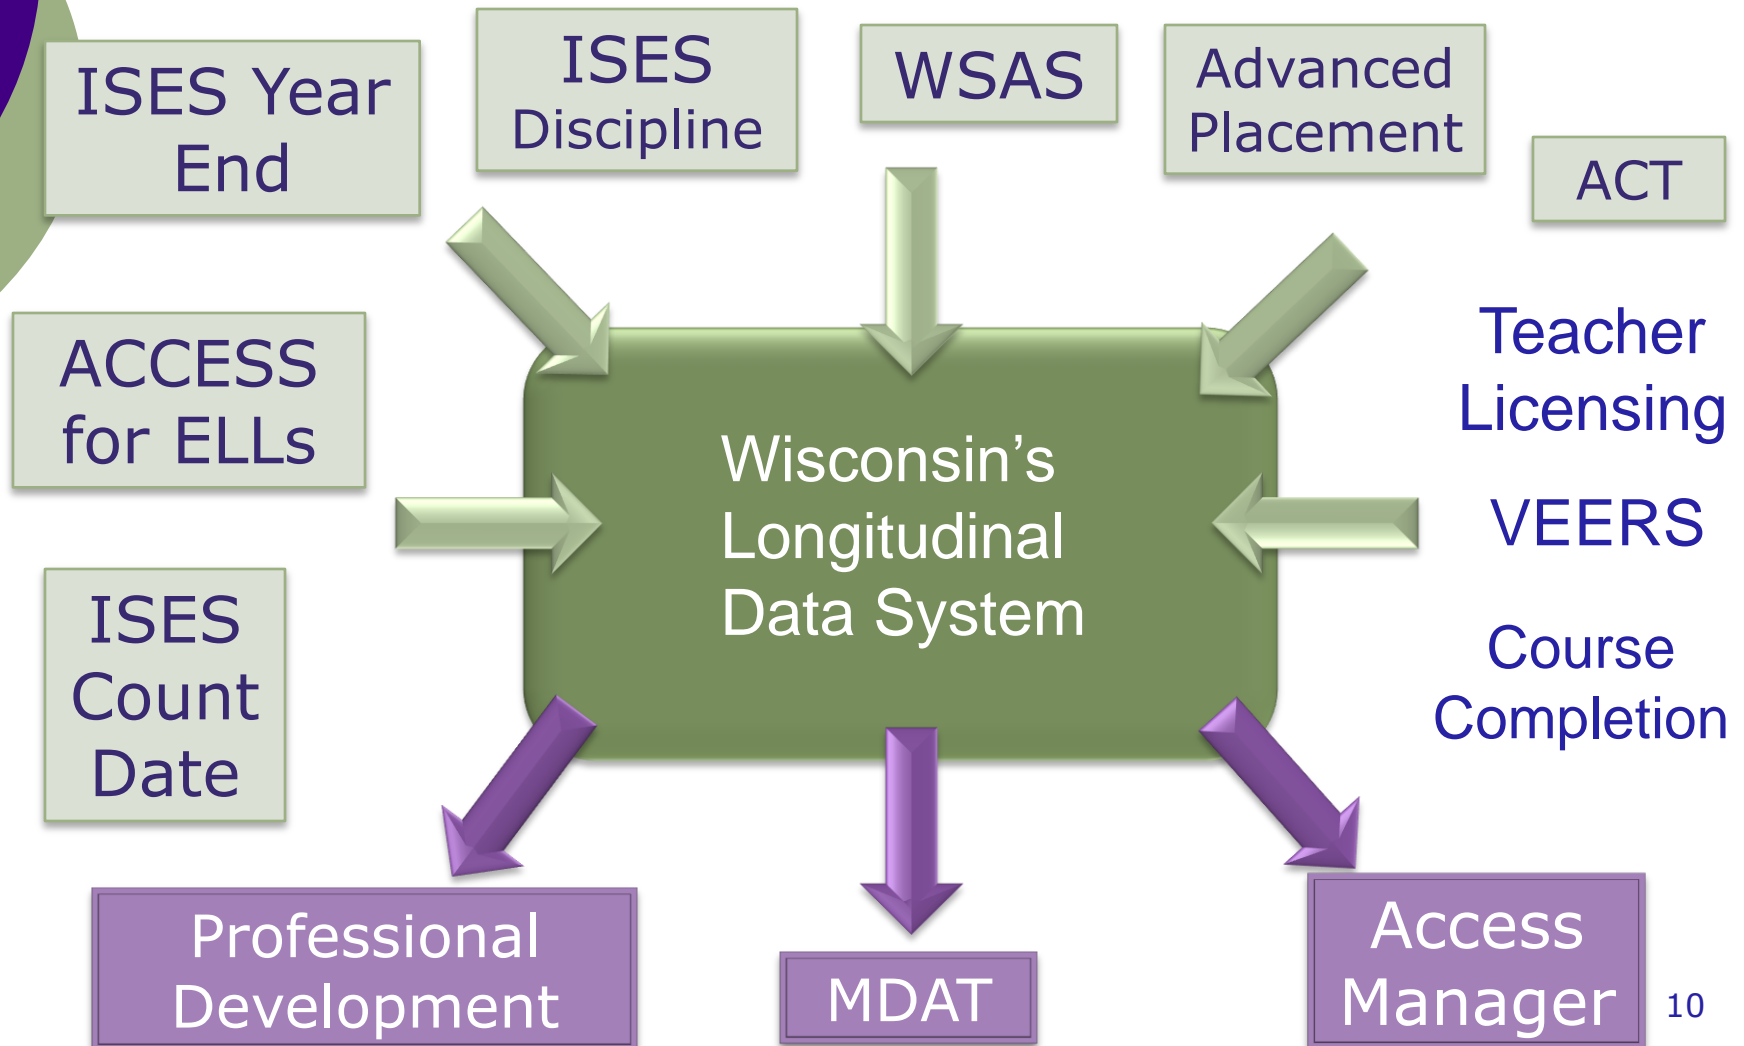 ISES Year
End
ISES
Discipline
WSAS
Advanced
Placement
ACT
ACCESS
for ELLs
Teacher
Licensing
Wisconsin’s
Longitudinal
Data System
VEERS
ISES
Count
Date
Course
Completion
Professional
Development
MDAT
Access
Manager
10